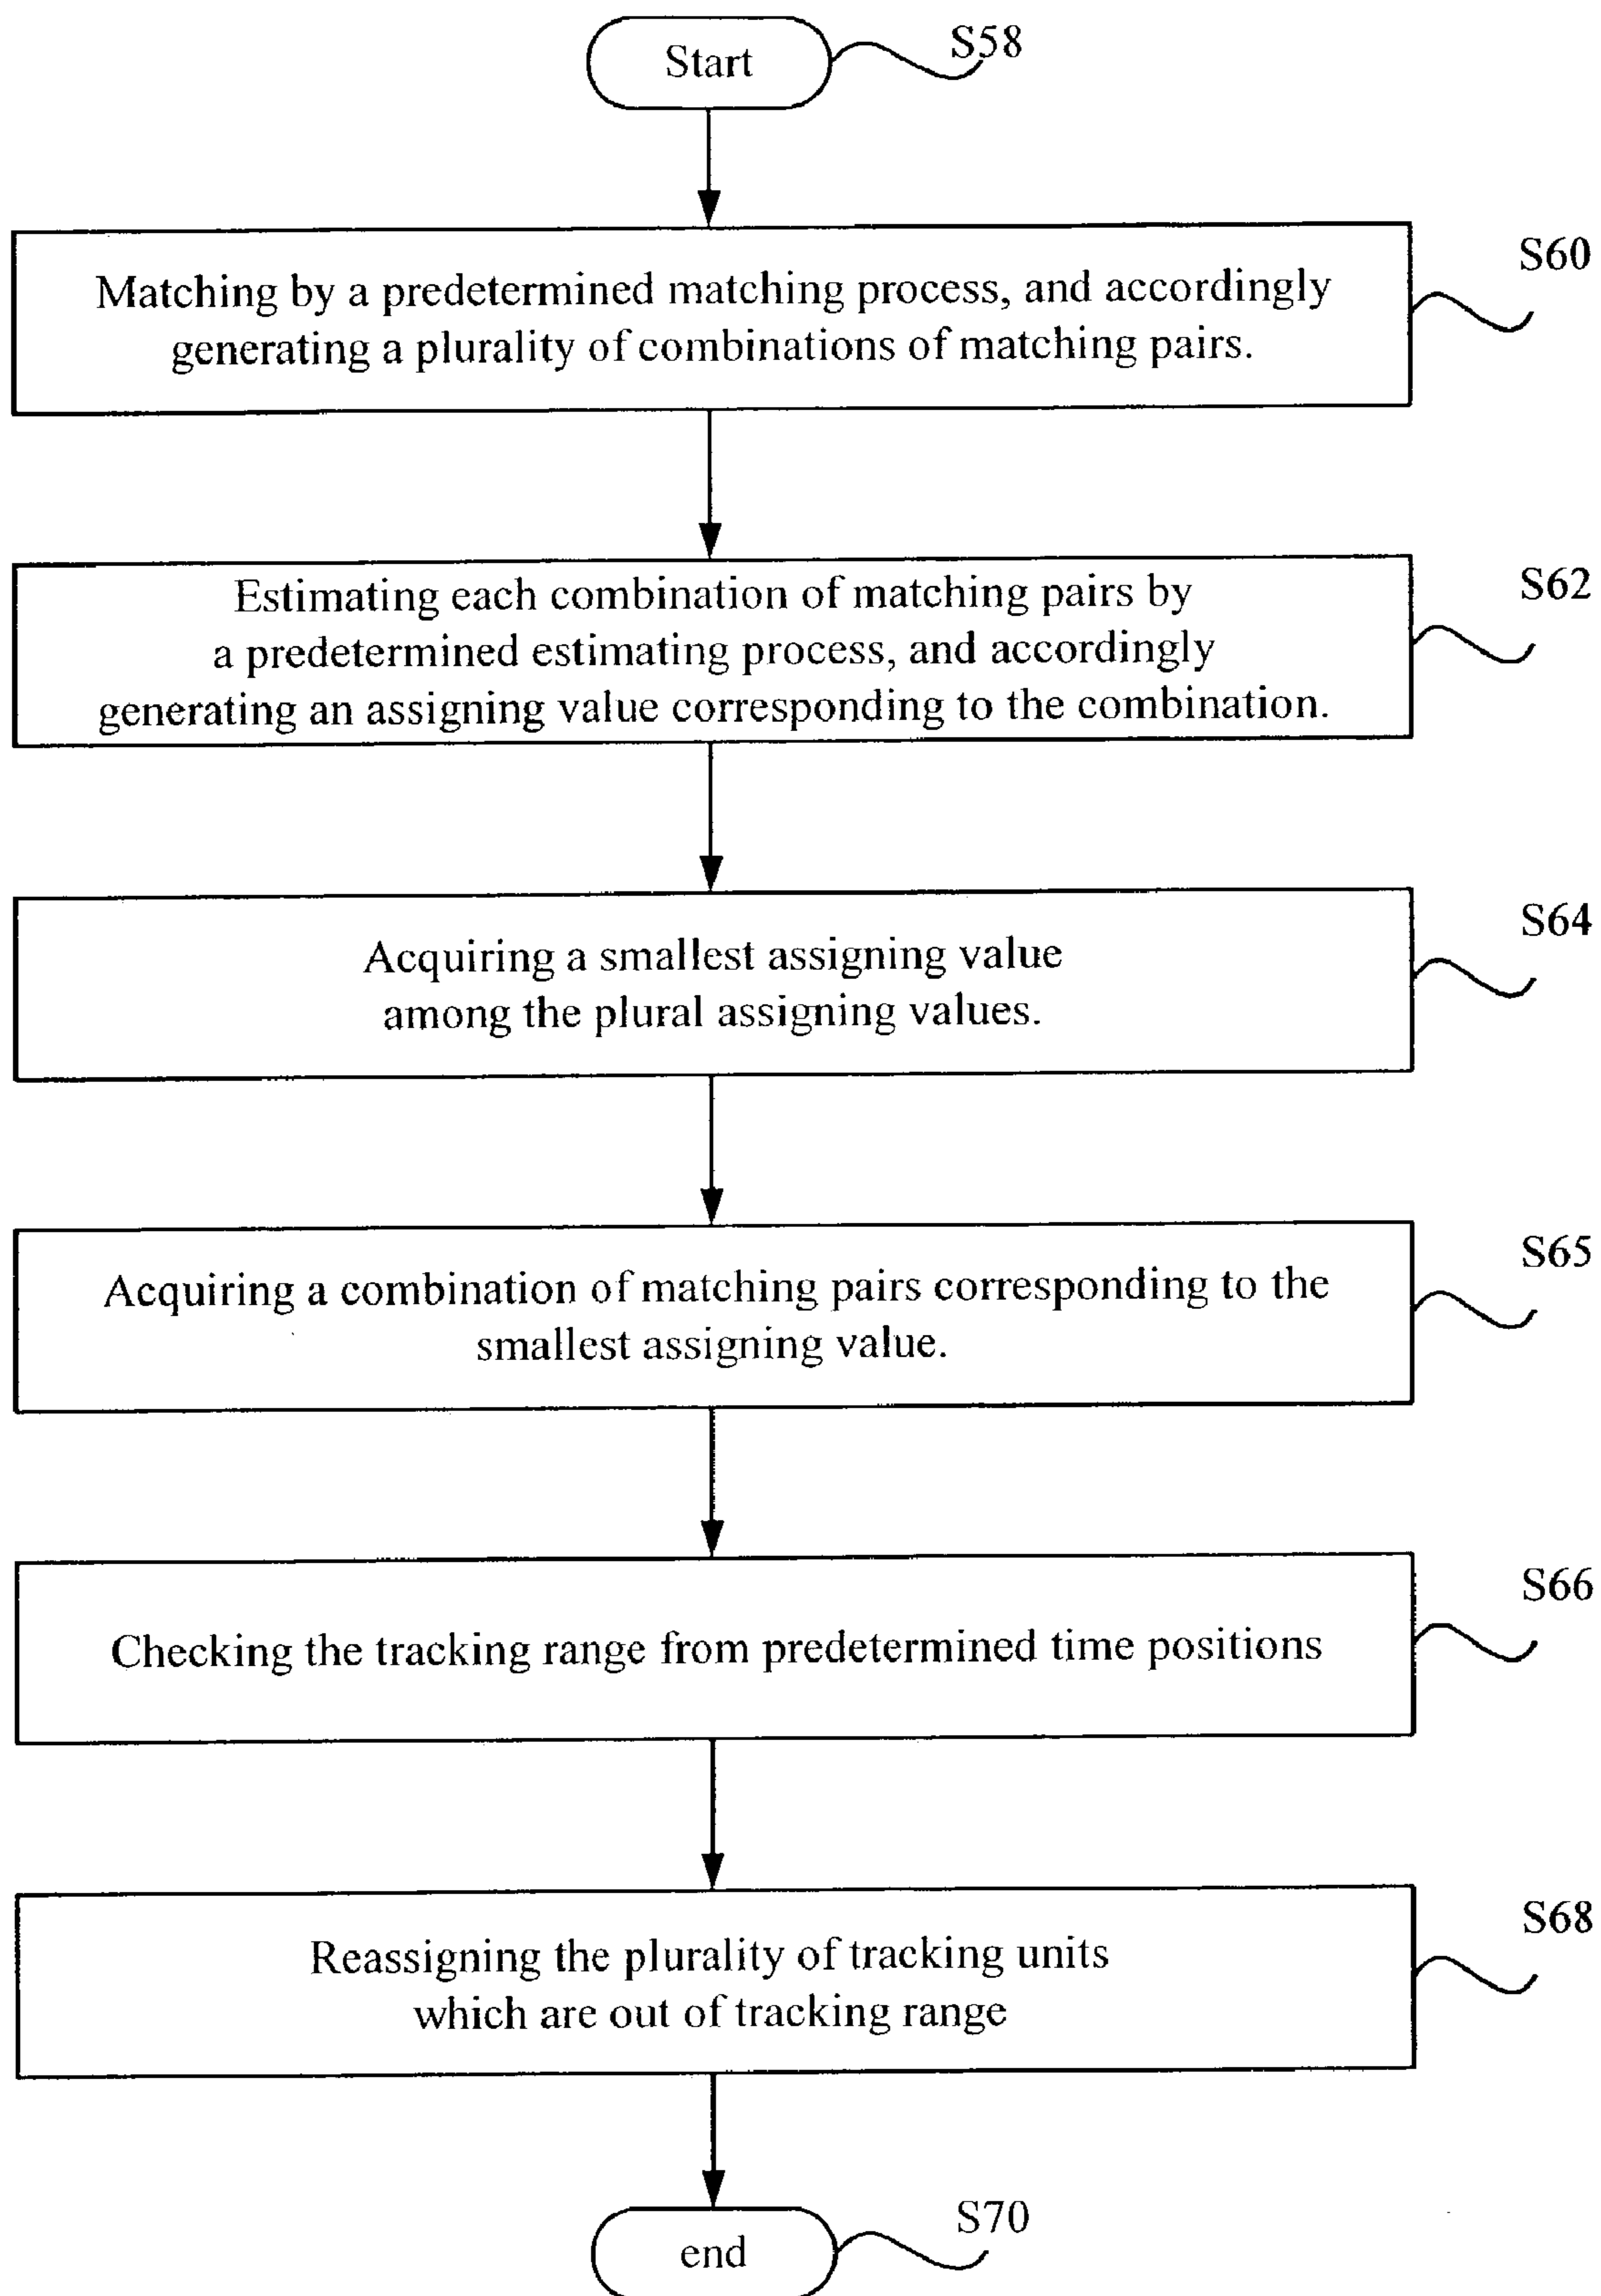 Start
S58
S60
Matching by a predetermined matching process, and accordingly
generating a plurality of combinations of matching pairs.
S62
Estimating each combination of matching pairs by
a predetermined estimating process, and accordingly
generating an assigning value corresponding to the combination.
S64
Acquiring a smallest assigning value
among the plural assigning values.
S65
Acquiring a combination of matching pairs corresponding to the
smallest assigning value.
S66
Checking the tracking range from predetermined time positions
S68
Reassigning the plurality of tracking units
which are out of tracking range
S70
end